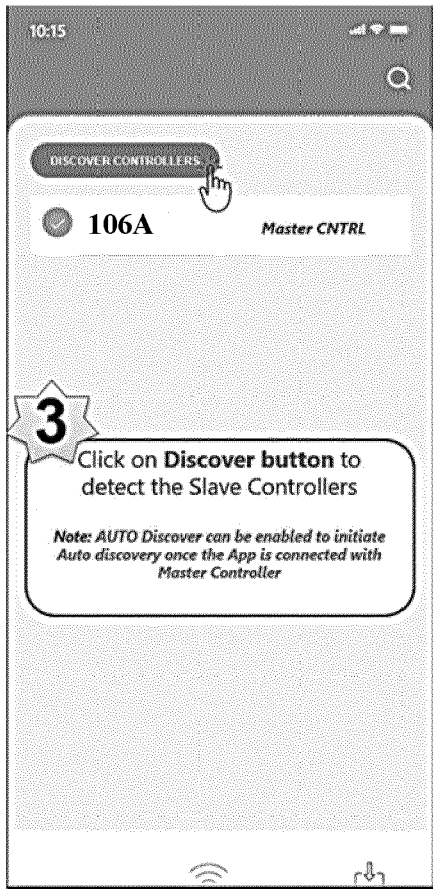 10:15
DISCOVER CONTROLLERS
106A Master CNTRL
3
Click on Discover button to
detect the Slave Controllers
Note: AUTO Discover can be enabled to initiate
Auto discovery once the App is connected with
Master Controller